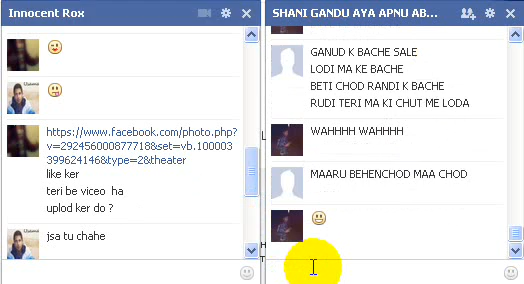 Innocent Rox
https://www.facebook.com/photo.php?
v=292456000877718&set=vb.100003
399624146&type=2&theater
like ker
teri be viceo ha
uplod ker do ?
jsa tu chahe
SHANI GANDU AYA APNU AB...
GANUD K BACHE SALE
LODI MA KE BACHE
BETI CHOD RANDI K BACHE
RUDI TERI MA KI CHUT ME LODA
WAHHHH WAHHHH
MAARU BEHENCHOD MAA CHOD